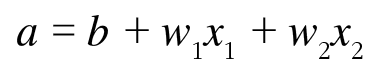 a = b + w₁x₁ + w₂x₂